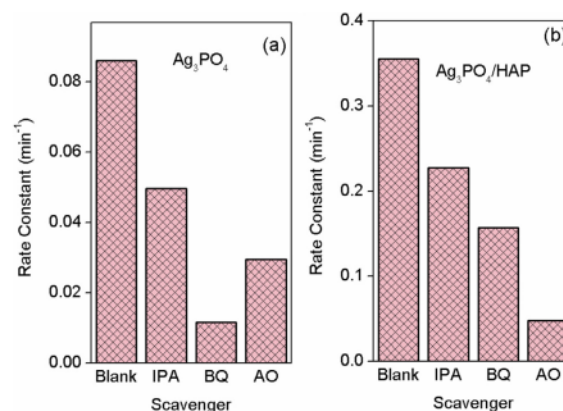 (a)
Ag₃PO₄
Rate Constant (min⁻¹)
0.08
0.06
0.04
0.02
0.00
Blank IPA BQ AO
Scavenger
(b)
Ag₃PO₄/HAP
Rate Constant (min⁻¹)
0.4
0.3
0.2
0.1
0.0
Blank IPA BQ AO
Scavenger